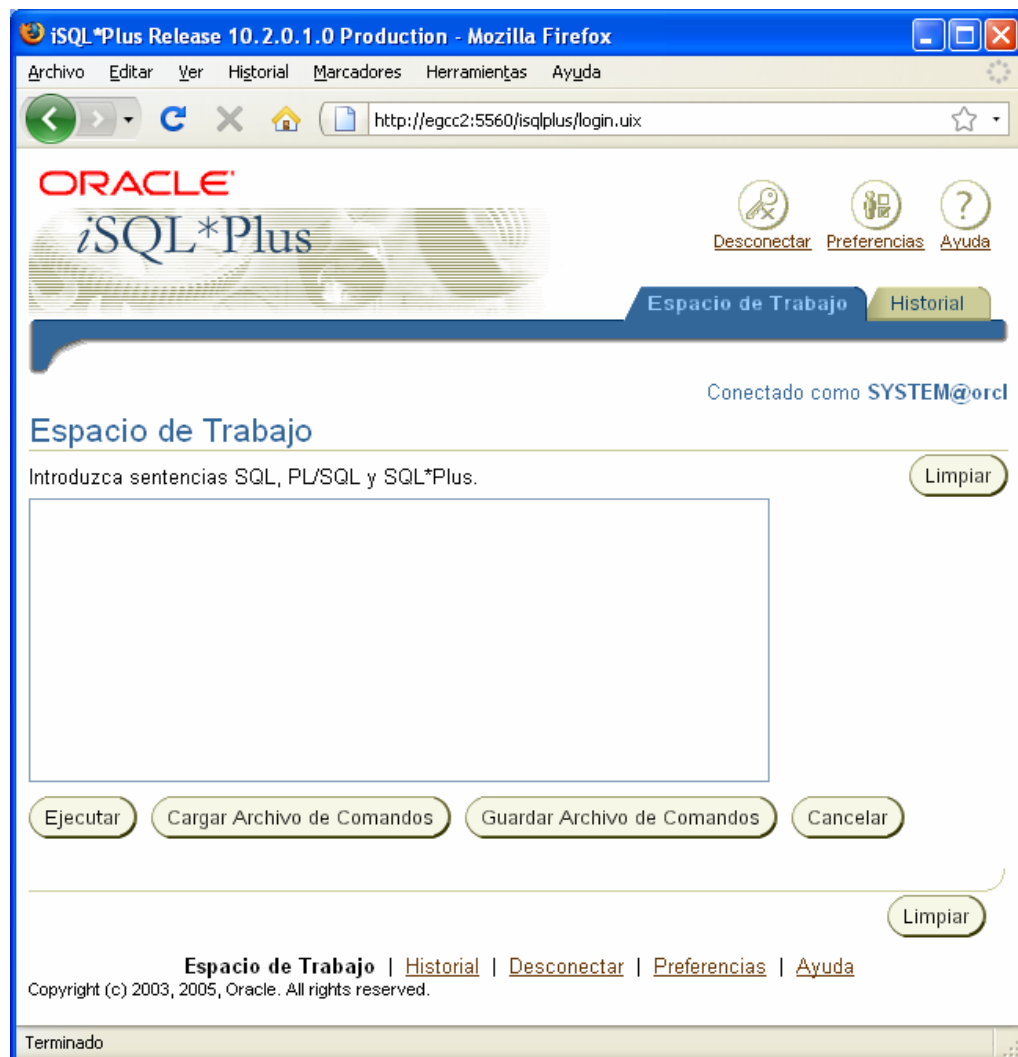 iSQL*Plus Release 10.2.0.1.0 Production - Mozilla Firefox
Archivo Editar Ver Historial Marcadores Herramientas Ayuda
http://egcc2:5560/isqlplus/login.uix
ORACLE
iSQL*Plus
Desconectar Preferencias Ayuda
Espacio de Trabajo Historial
Conectado como SYSTEM@orcl
Espacio de Trabajo
Introduzca sentencias SQL, PL/SQL y SQL*Plus.
Limpiar
Ejecutar Cargar Archivo de Comandos Guardar Archivo de Comandos Cancelar
Limpiar
Espacio de Trabajo | Historial | Desconectar | Preferencias | Ayuda
Copyright (c) 2003, 2005, Oracle. All rights reserved.
Terminado